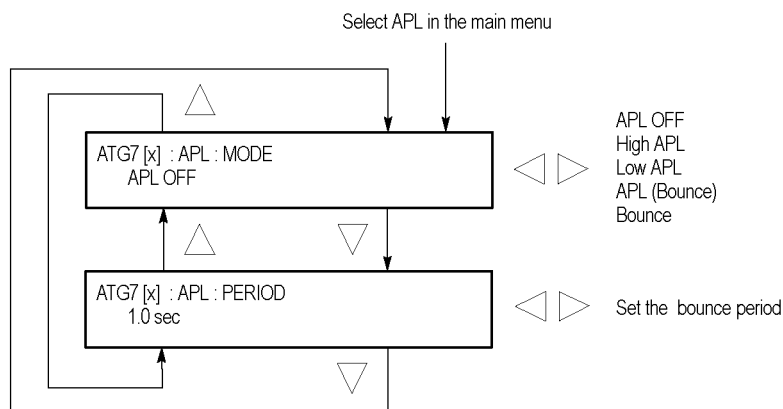 Select APL in the main menu
ATG7 [x] : APL : MODE
APL OFF
APL OFF
High APL
Low APL
APL (Bounce)
Bounce
ATG7 [x] : APL : PERIOD
1.0 sec
Set the bounce period